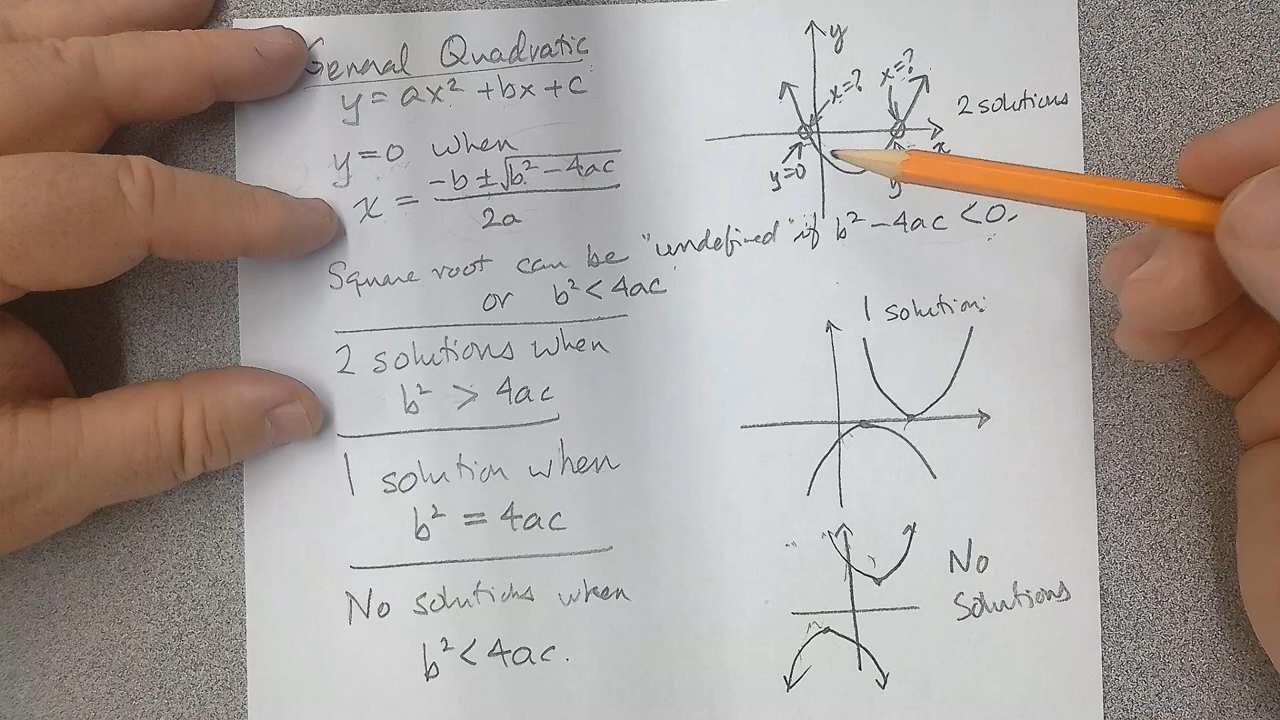 General Quadratic
y = ax² + bx + c
y = 0 when
x = (-b ± √(b² - 4ac)) / 2a
Square root can be "undefined" if b² - 4ac < 0.
or b² < 4ac
2 solutions when
b² > 4ac
1 solution when
b² = 4ac
No solutions when
b² < 4ac.
y
x=?
x=?
2 solutions
x
y=0
y
1 solution:
No
Solutions